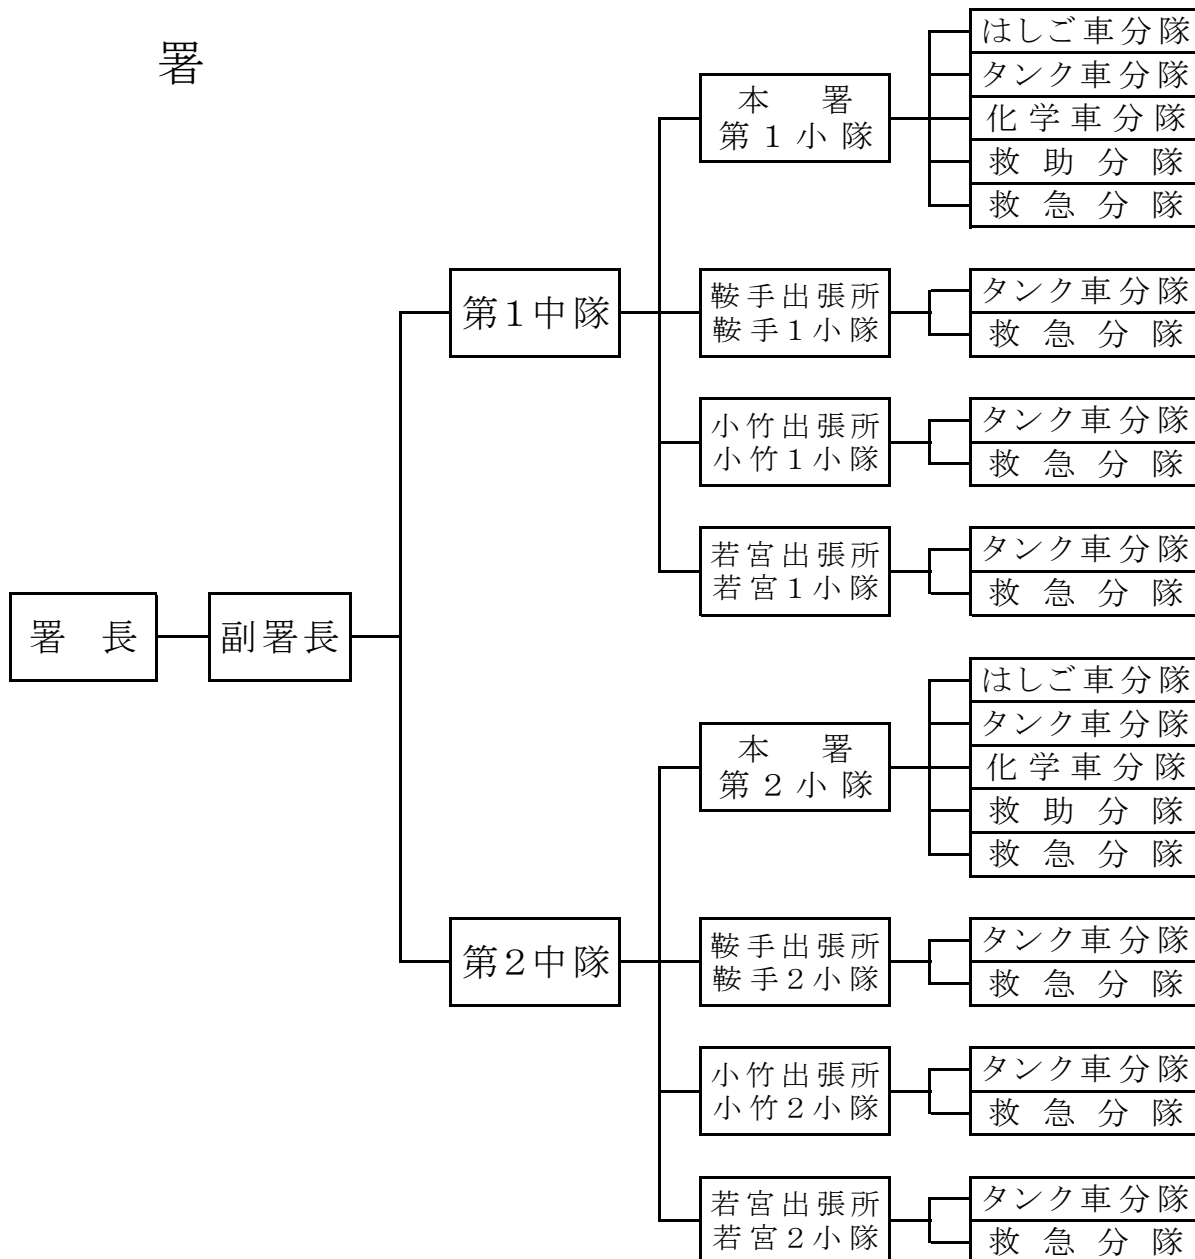 署
署長
副署長
第1中隊
本署
第1小隊
はしご車分隊
タンク車分隊
化学車分隊
救助分隊
救急分隊
鞍手出張所
鞍手1小隊
タンク車分隊
救急分隊
小竹出張所
小竹1小隊
タンク車分隊
救急分隊
若宮出張所
若宮1小隊
タンク車分隊
救急分隊
第2中隊
本署
第2小隊
はしご車分隊
タンク車分隊
化学車分隊
救助分隊
救急分隊
鞍手出張所
鞍手2小隊
タンク車分隊
救急分隊
小竹出張所
小竹2小隊
タンク車分隊
救急分隊
若宮出張所
若宮2小隊
タンク車分隊
救急分隊